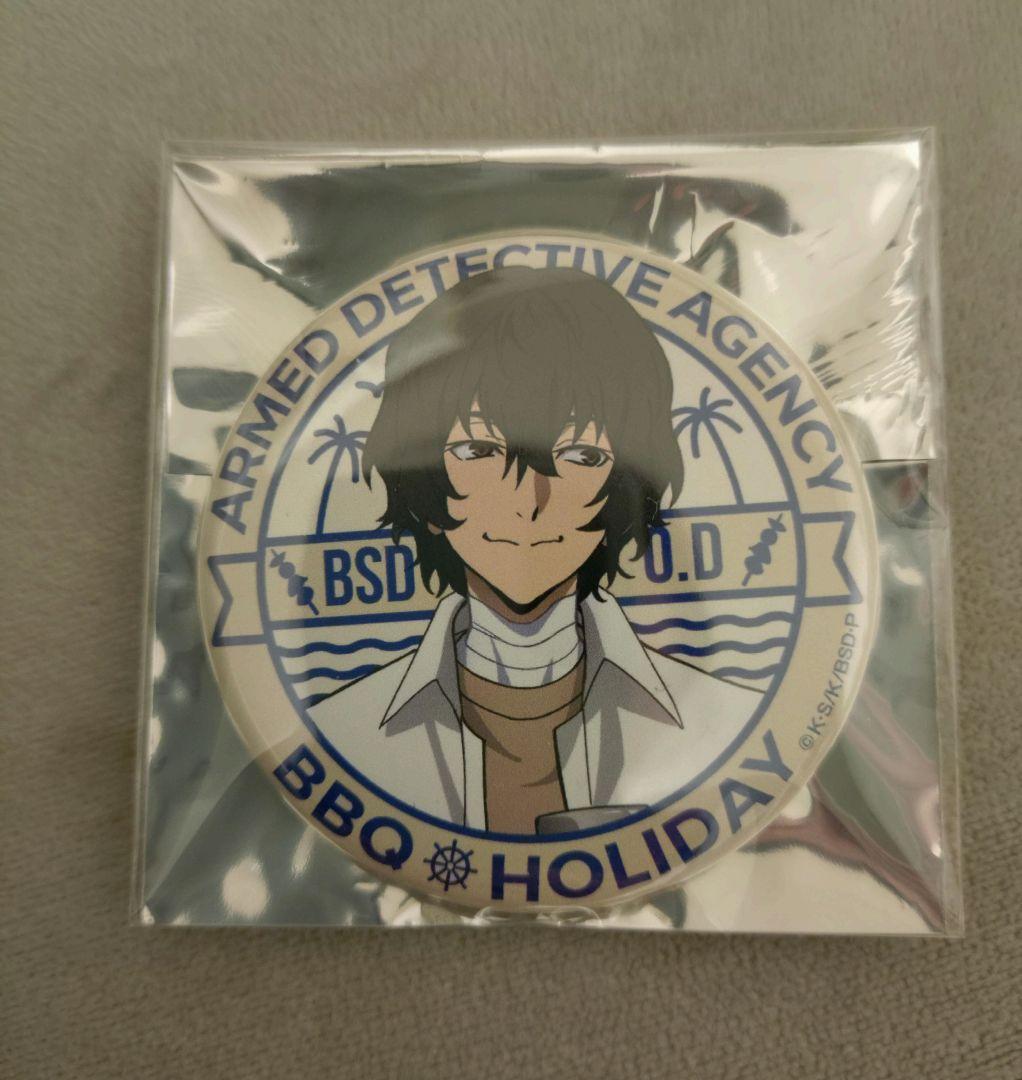 ARMED DETECTIVE AGENCY
BSD
O.D
©K・S/K/BSD・P
BBQ HOLIDAY